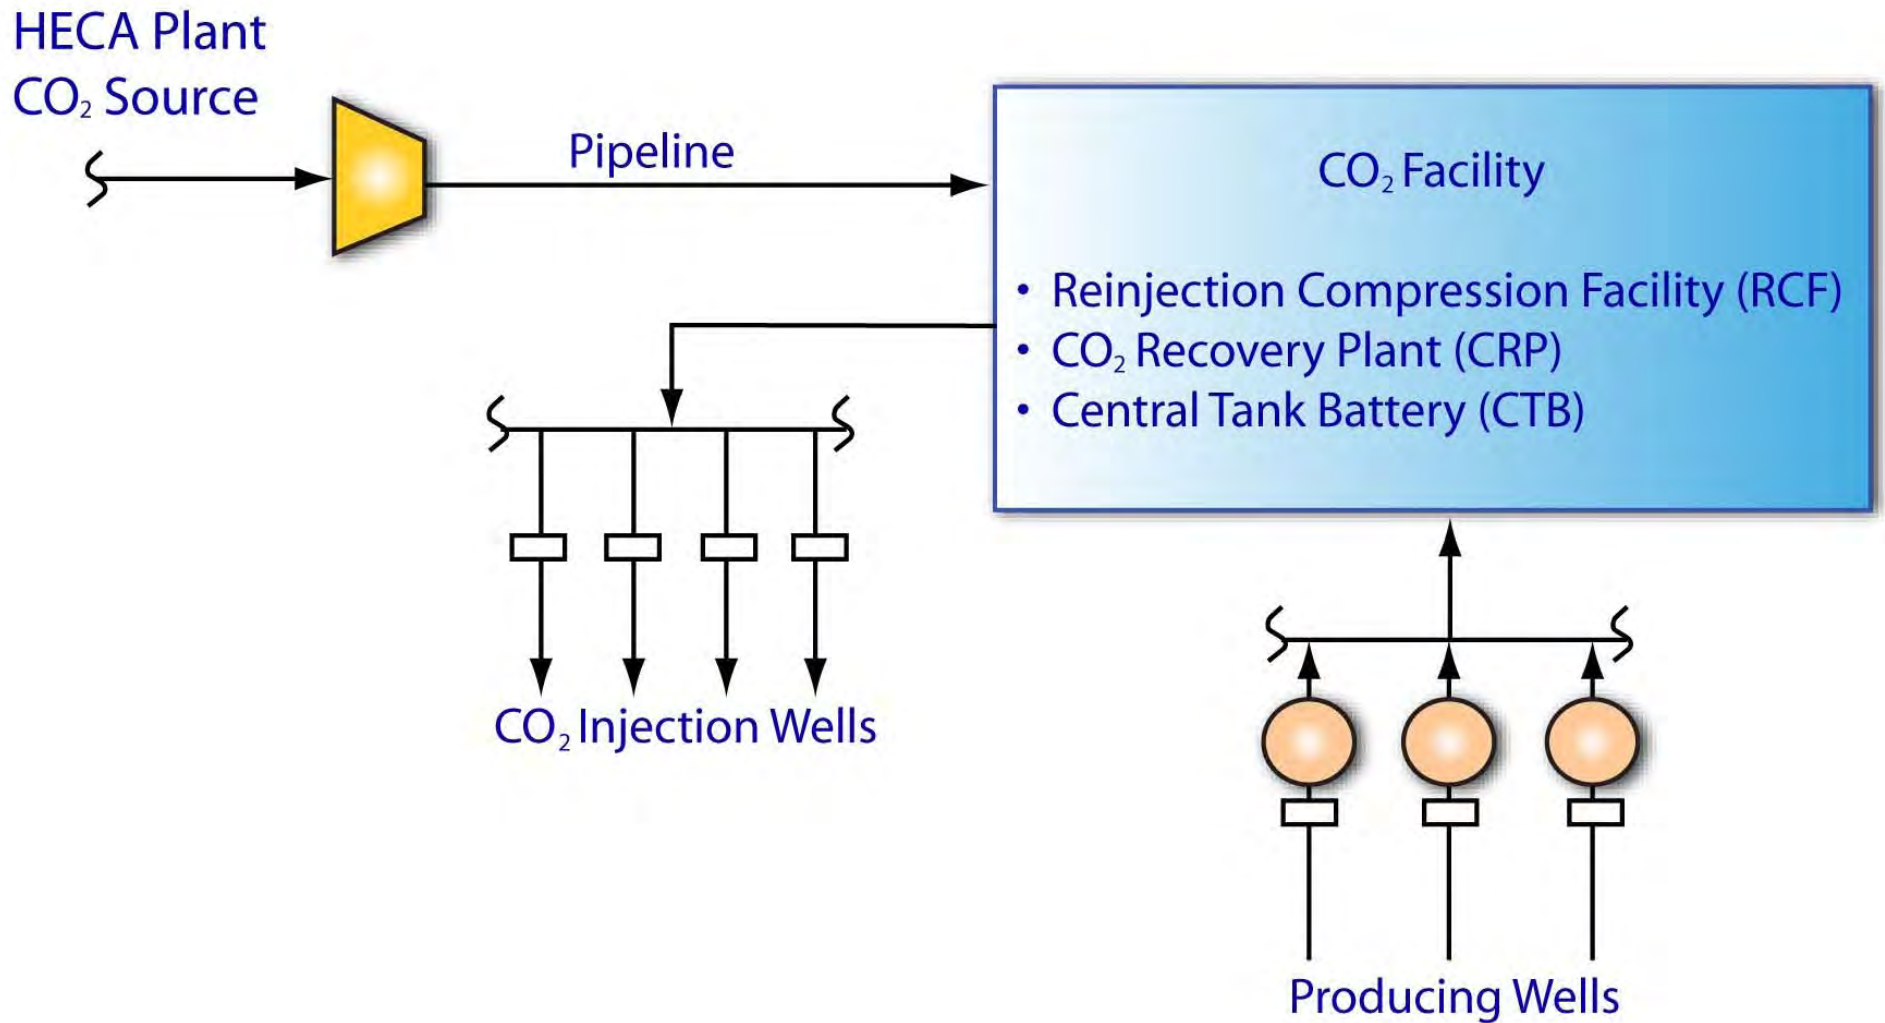 HECA Plant
CO₂ Source
Pipeline
CO₂ Facility
• Reinjection Compression Facility (RCF)
• CO₂ Recovery Plant (CRP)
• Central Tank Battery (CTB)
CO₂ Injection Wells
Producing Wells